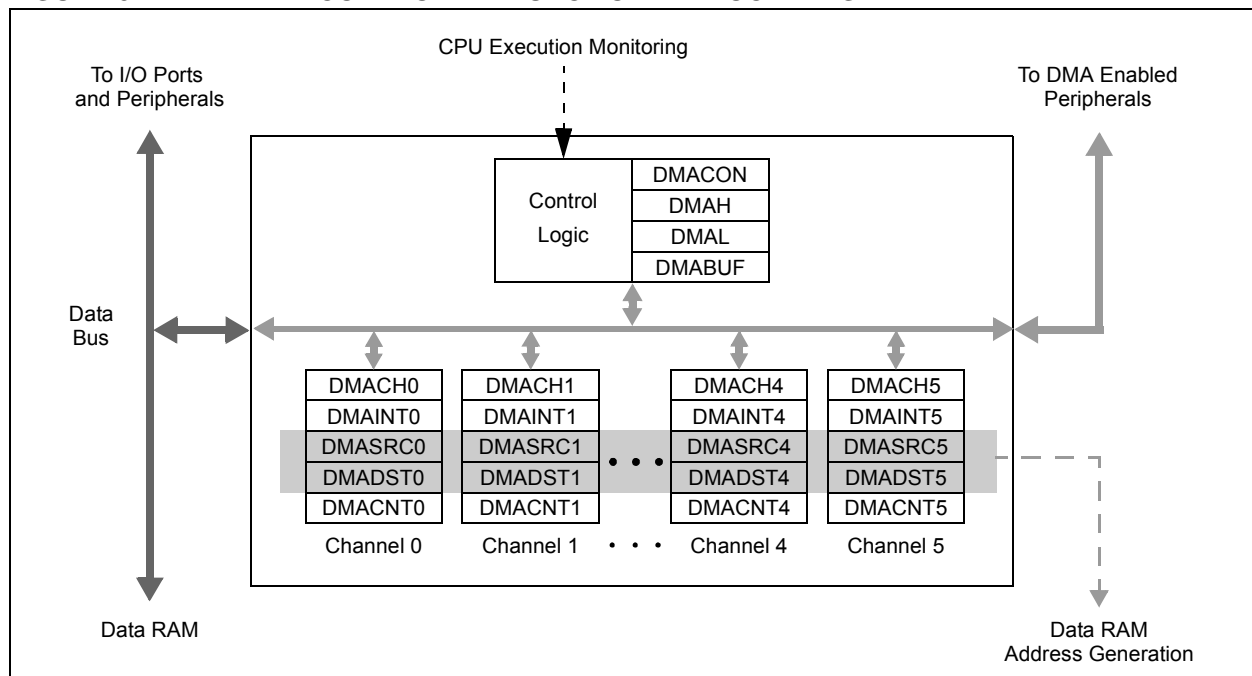 CPU Execution Monitoring
To I/O Ports
and Peripherals
To DMA Enabled
Peripherals
Control
Logic
DMACON
DMAH
DMAL
DMABUF
Data
Bus
DMACH0
DMAINT0
DMASRC0
DMADST0
DMACNT0
Channel 0
DMACH1
DMAINT1
DMASRC1
DMADST1
DMACNT1
Channel 1
DMACH4
DMAINT4
DMASRC4
DMADST4
DMACNT4
Channel 4
DMACH5
DMAINT5
DMASRC5
DMADST5
DMACNT5
Channel 5
Data RAM
Data RAM
Address Generation